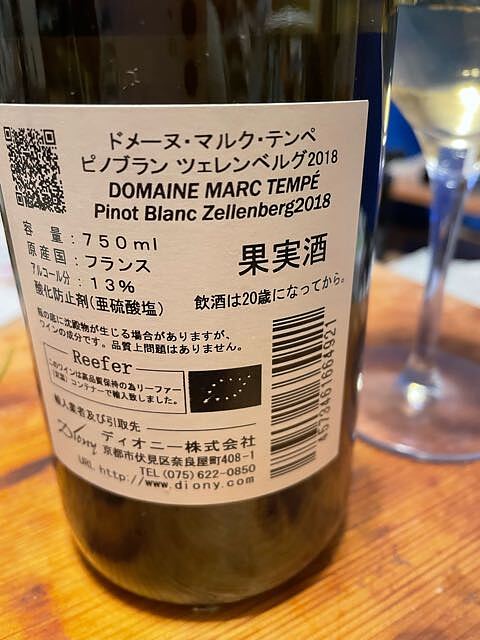 ドメーヌ・マルク・テンペ
ピノブラン ツェレンベルグ2018
DOMAINE MARC TEMPÉ
Pinot Blanc Zellenberg2018
容量:750ml
原産国:フランス
アルコール分:13%
酸化防止剤(亜硫酸塩)
果実酒
飲酒は20歳になってから。
瓶の底に沈殿物が生じる場合がありますが、
ワインの成分です。品質上問題はありません。
Reefer
このワインは高品質保持の為リーファー
(定温)コンテナーで輸入致しました。
輸入業者及び引取先
Diony ディオニー株式会社
京都市伏見区奈良屋町408-1
TEL (075)622-0850
URL http://www.diony.com
4573461664921